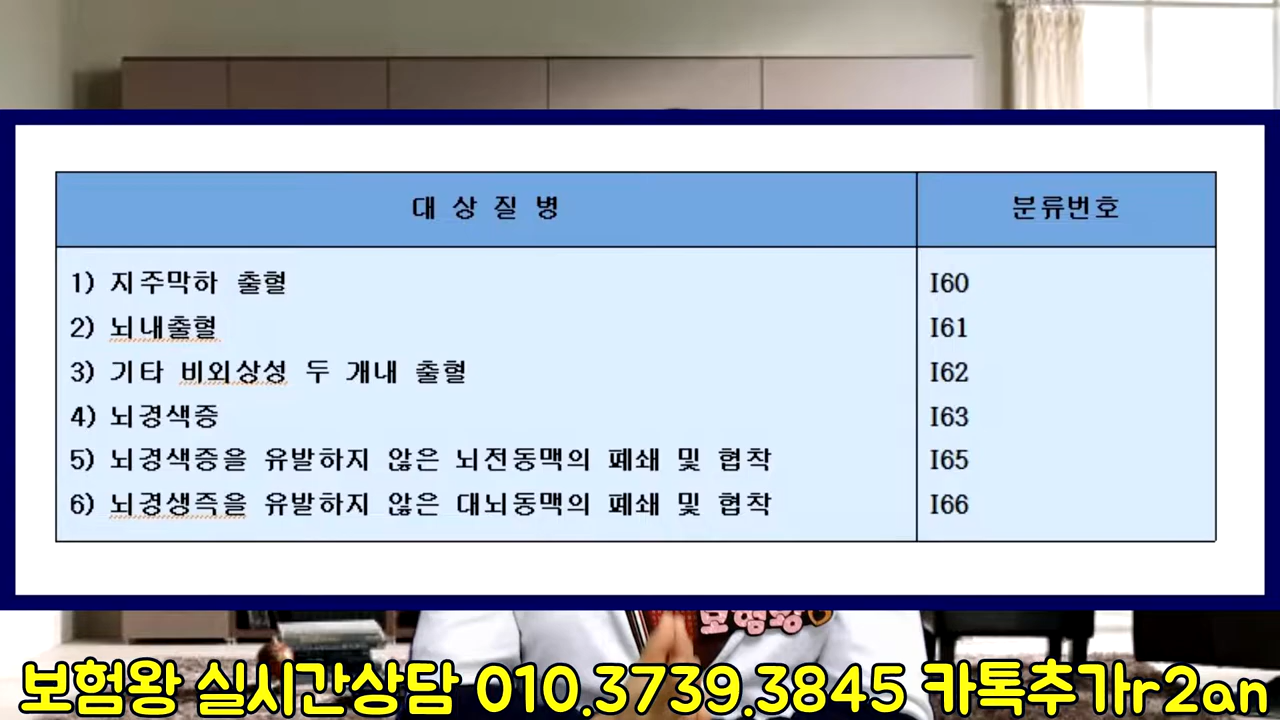 대 상 질 병 분류번호
1) 지주막하 출혈 I60
2) 뇌내출혈 I61
3) 기타 비외상성 두 개내 출혈 I62
4) 뇌경색증 I63
5) 뇌경색증을 유발하지 않은 뇌전동맥의 폐쇄 및 협착 I65
6) 뇌경생즉을 유발하지 않은 대뇌동맥의 폐쇄 및 협착 I66
보험왕
보험왕 실시간상담 010.3739.3845 카톡추가r2an